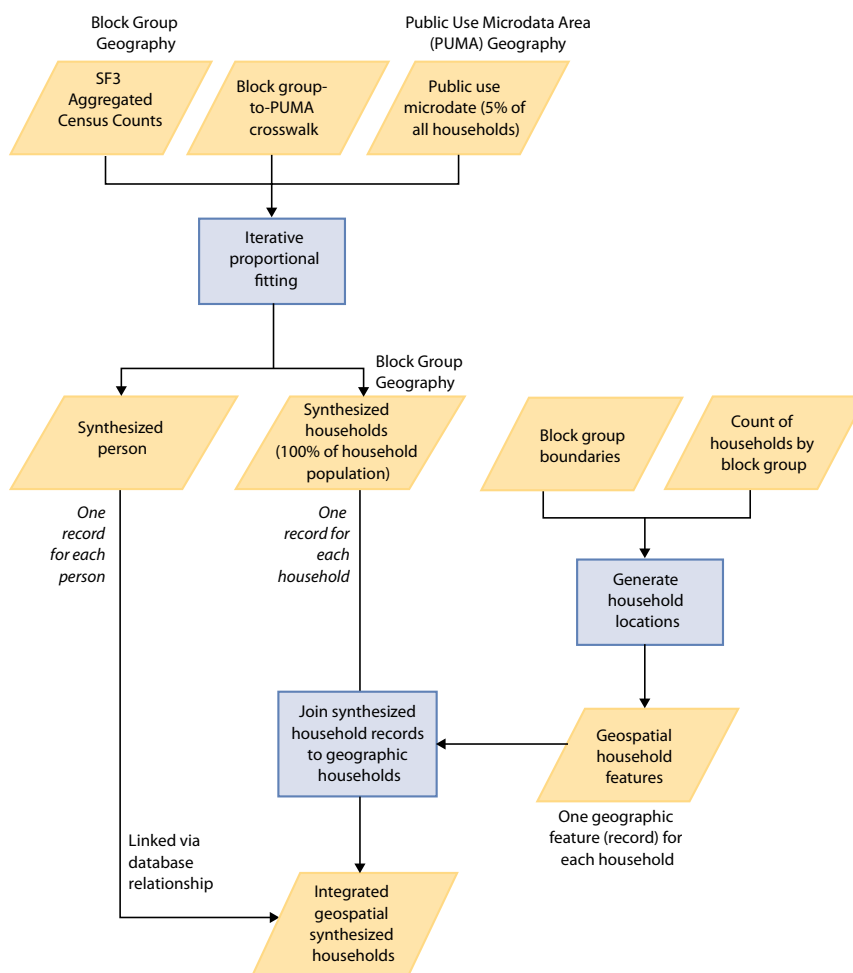 Block Group
Geography
Public Use Microdata Area
(PUMA) Geography
SF3
Aggregated
Census Counts
Block group-
to-PUMA
crosswalk
Public use
microdate (5% of
all households)
Iterative
proportional
fitting
Block Group
Geography
Synthesized
person
Synthesized
households
(100% of household
population)
Block group
boundaries
Count of
households by
block group
One
record
for each
person
One
record for
each
household
Generate
household
locations
Join synthesized
household records
to geographic
households
Geospatial
household
features
One geographic
feature (record) for
each household
Linked via
database
relationship
Integrated
geospatial
synthesized
households